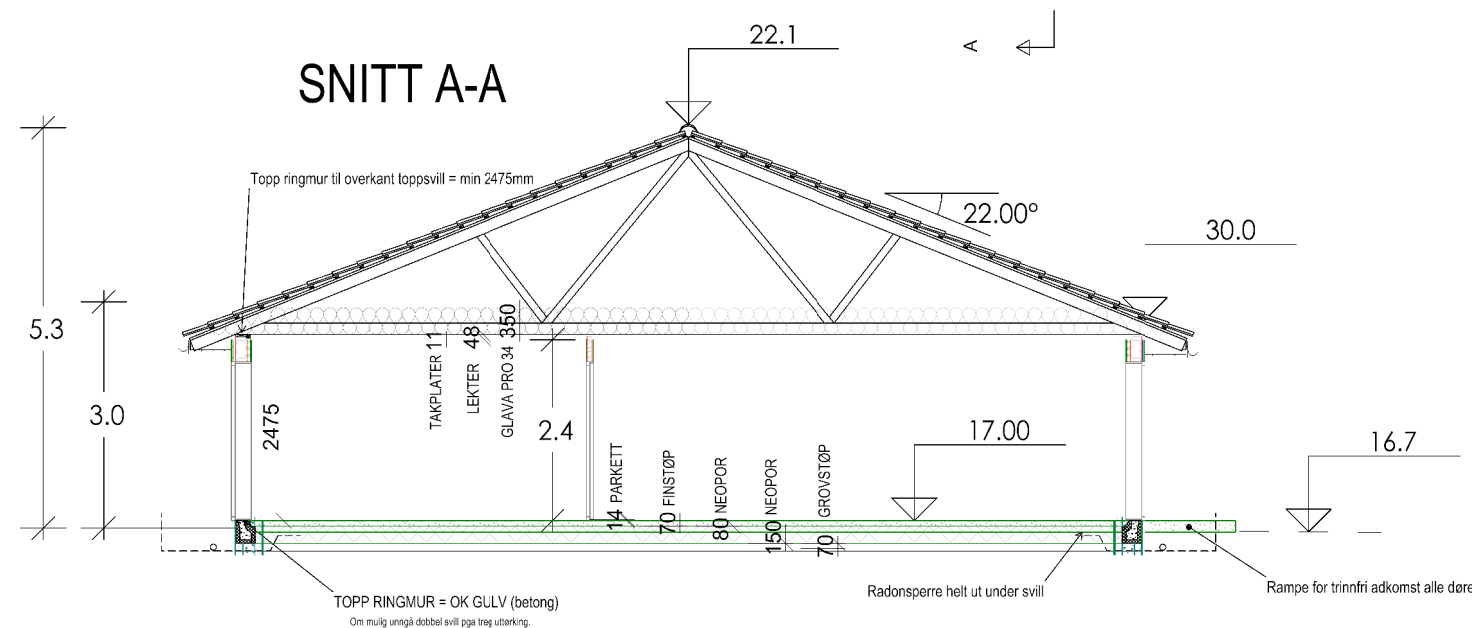 22.1
A
SNITT A-A
Topp ringmur til overkant toppsvill = min 2475mm
22.00°
30.0
5.3
3.0
TAKPLATER 11
LEKTER 48
GLAVA PRO 34 350
2475
2.4
14 PARKETT
70 FINSTØP
80 NEOPOR
150 NEOPOR
70 GROVSTØP
17.00
16.7
Radonsperre helt ut under svill
Rampe for trinnfri adkomst alle døre
TOPP RINGMUR = OK GULV (betong)
Om mulig unngå dobbel svill pga treg uttørking.